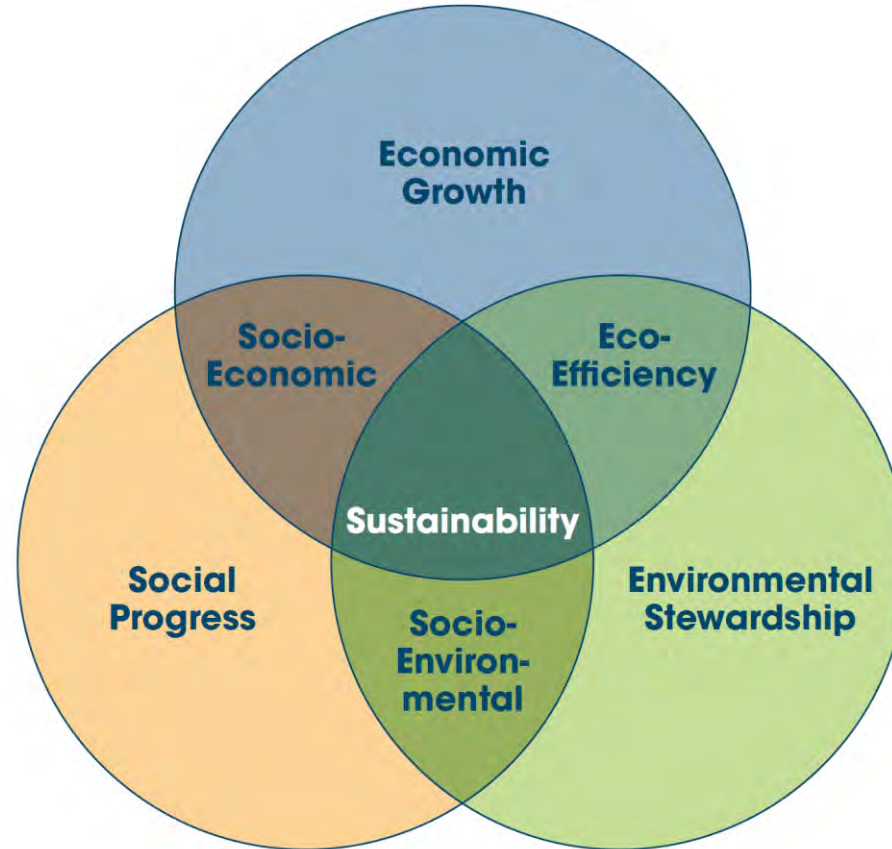 Economic
Growth
Socio-
Economic
Eco-
Efficiency
Sustainability
Social
Progress
Environmental
Stewardship
Socio-
Environ-
mental